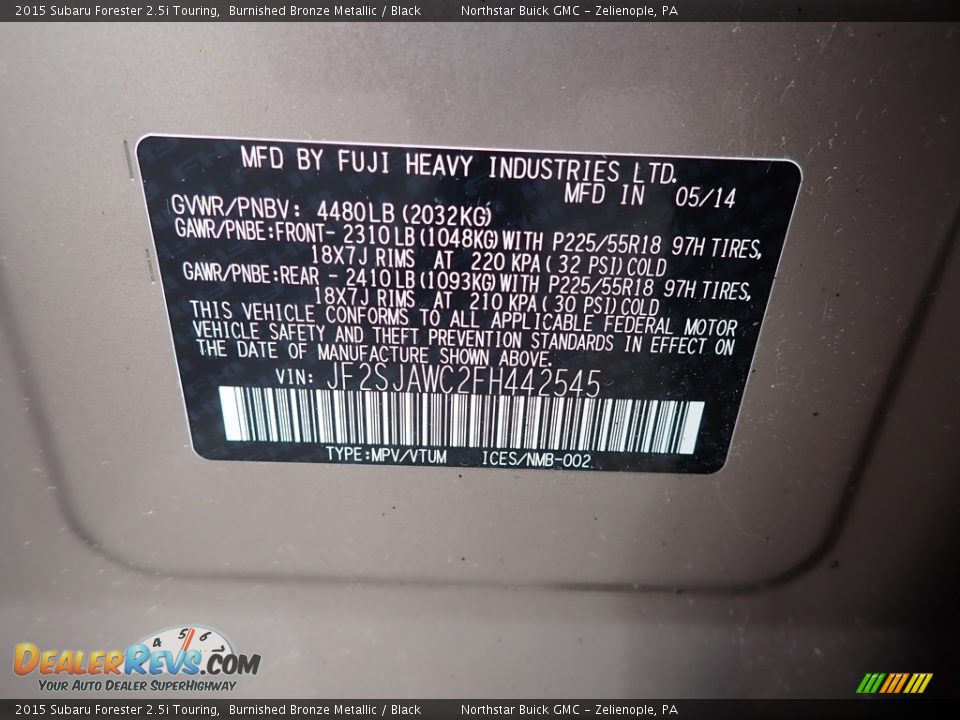 2015 Subaru Forester 2.5i Touring, Burnished Bronze Metallic / Black Northstar Buick GMC - Zelienople, PA
MFD BY FUJI HEAVY INDUSTRIES LTD.
MFD IN 05/14
GVWR/PNBV: 4480LB (2032KG)
GAWR/PNBE:FRONT- 2310LB (1048KG) WITH P225/55R18 97H TIRES,
18X7J RIMS AT 220 KPA ( 32 PSI) COLD
GAWR/PNBE:REAR - 2410LB (1093KG) WITH P225/55R18 97H TIRES,
18X7J RIMS AT 210 KPA ( 30 PSI) COLD
THIS VEHICLE CONFORMS TO ALL APPLICABLE FEDERAL MOTOR
VEHICLE SAFETY AND THEFT PREVENTION STANDARDS IN EFFECT ON
THE DATE OF MANUFACTURE SHOWN ABOVE.
VIN: JF2SJAWC2FH442545
TYPE:MPV/VTUM ICES/NMB-002
4 5 6
DealerRevs.com
Your Auto Dealer SuperHighway
2015 Subaru Forester 2.5i Touring, Burnished Bronze Metallic / Black Northstar Buick GMC - Zelienople, PA